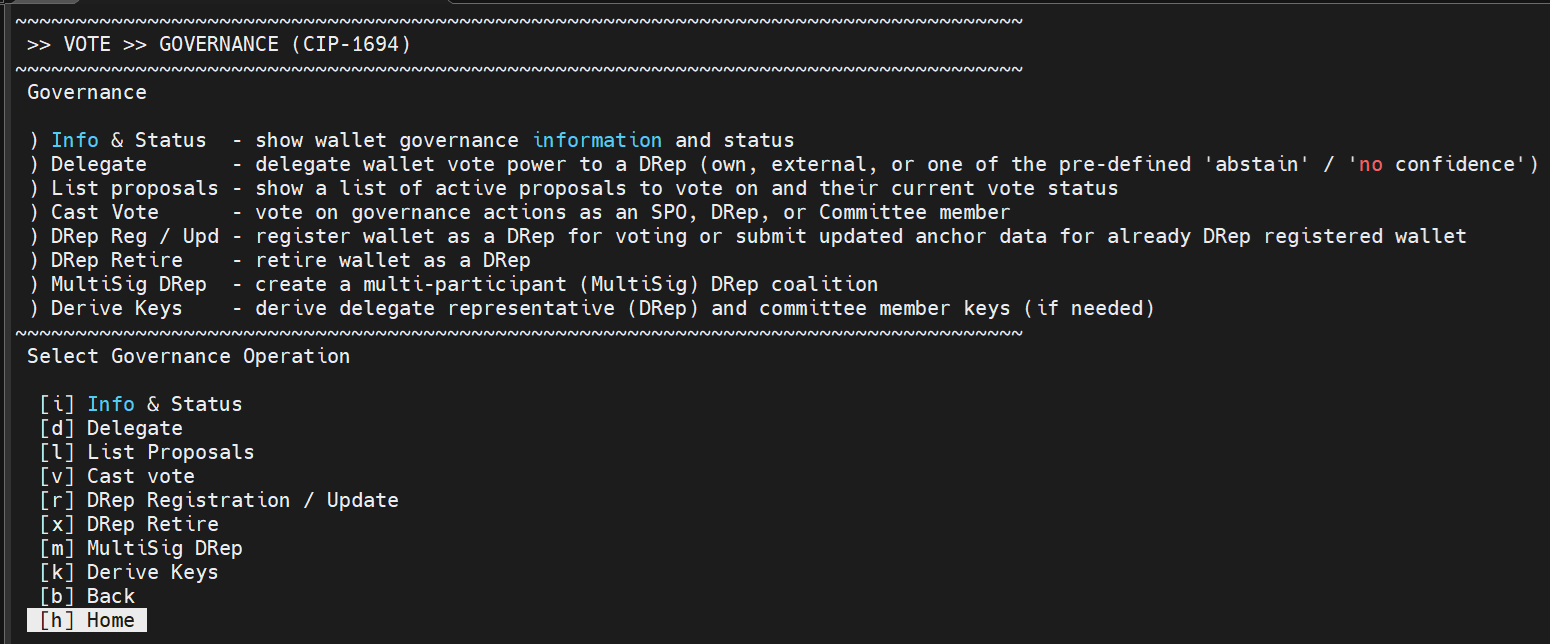 ~~~~~~~~~~~~~~~~~~~~~~~~~~~~~~~~~~~~~~~~~~~~~~~~~~~~~~~~~~~~~~~~~~~~~~~~~~~~~~~~~~~~
>> VOTE >> GOVERNANCE (CIP-1694)
~~~~~~~~~~~~~~~~~~~~~~~~~~~~~~~~~~~~~~~~~~~~~~~~~~~~~~~~~~~~~~~~~~~~~~~~~~~~~~~~~~~~
Governance
) Info & Status - show wallet governance information and status
) Delegate - delegate wallet vote power to a DRep (own, external, or one of the pre-defined 'abstain' / 'no confidence')
) List proposals - show a list of active proposals to vote on and their current vote status
) Cast Vote - vote on governance actions as an SPO, DRep, or Committee member
) DRep Reg / Upd - register wallet as a DRep for voting or submit updated anchor data for already DRep registered wallet
) DRep Retire - retire wallet as a DRep
) MultiSig DRep - create a multi-participant (MultiSig) DRep coalition
) Derive Keys - derive delegate representative (DRep) and committee member keys (if needed)
~~~~~~~~~~~~~~~~~~~~~~~~~~~~~~~~~~~~~~~~~~~~~~~~~~~~~~~~~~~~~~~~~~~~~~~~~~~~~~~~~~~~
Select Governance Operation
[i] Info & Status
[d] Delegate
[l] List Proposals
[v] Cast vote
[r] DRep Registration / Update
[x] DRep Retire
[m] MultiSig DRep
[k] Derive Keys
[b] Back
[h] Home